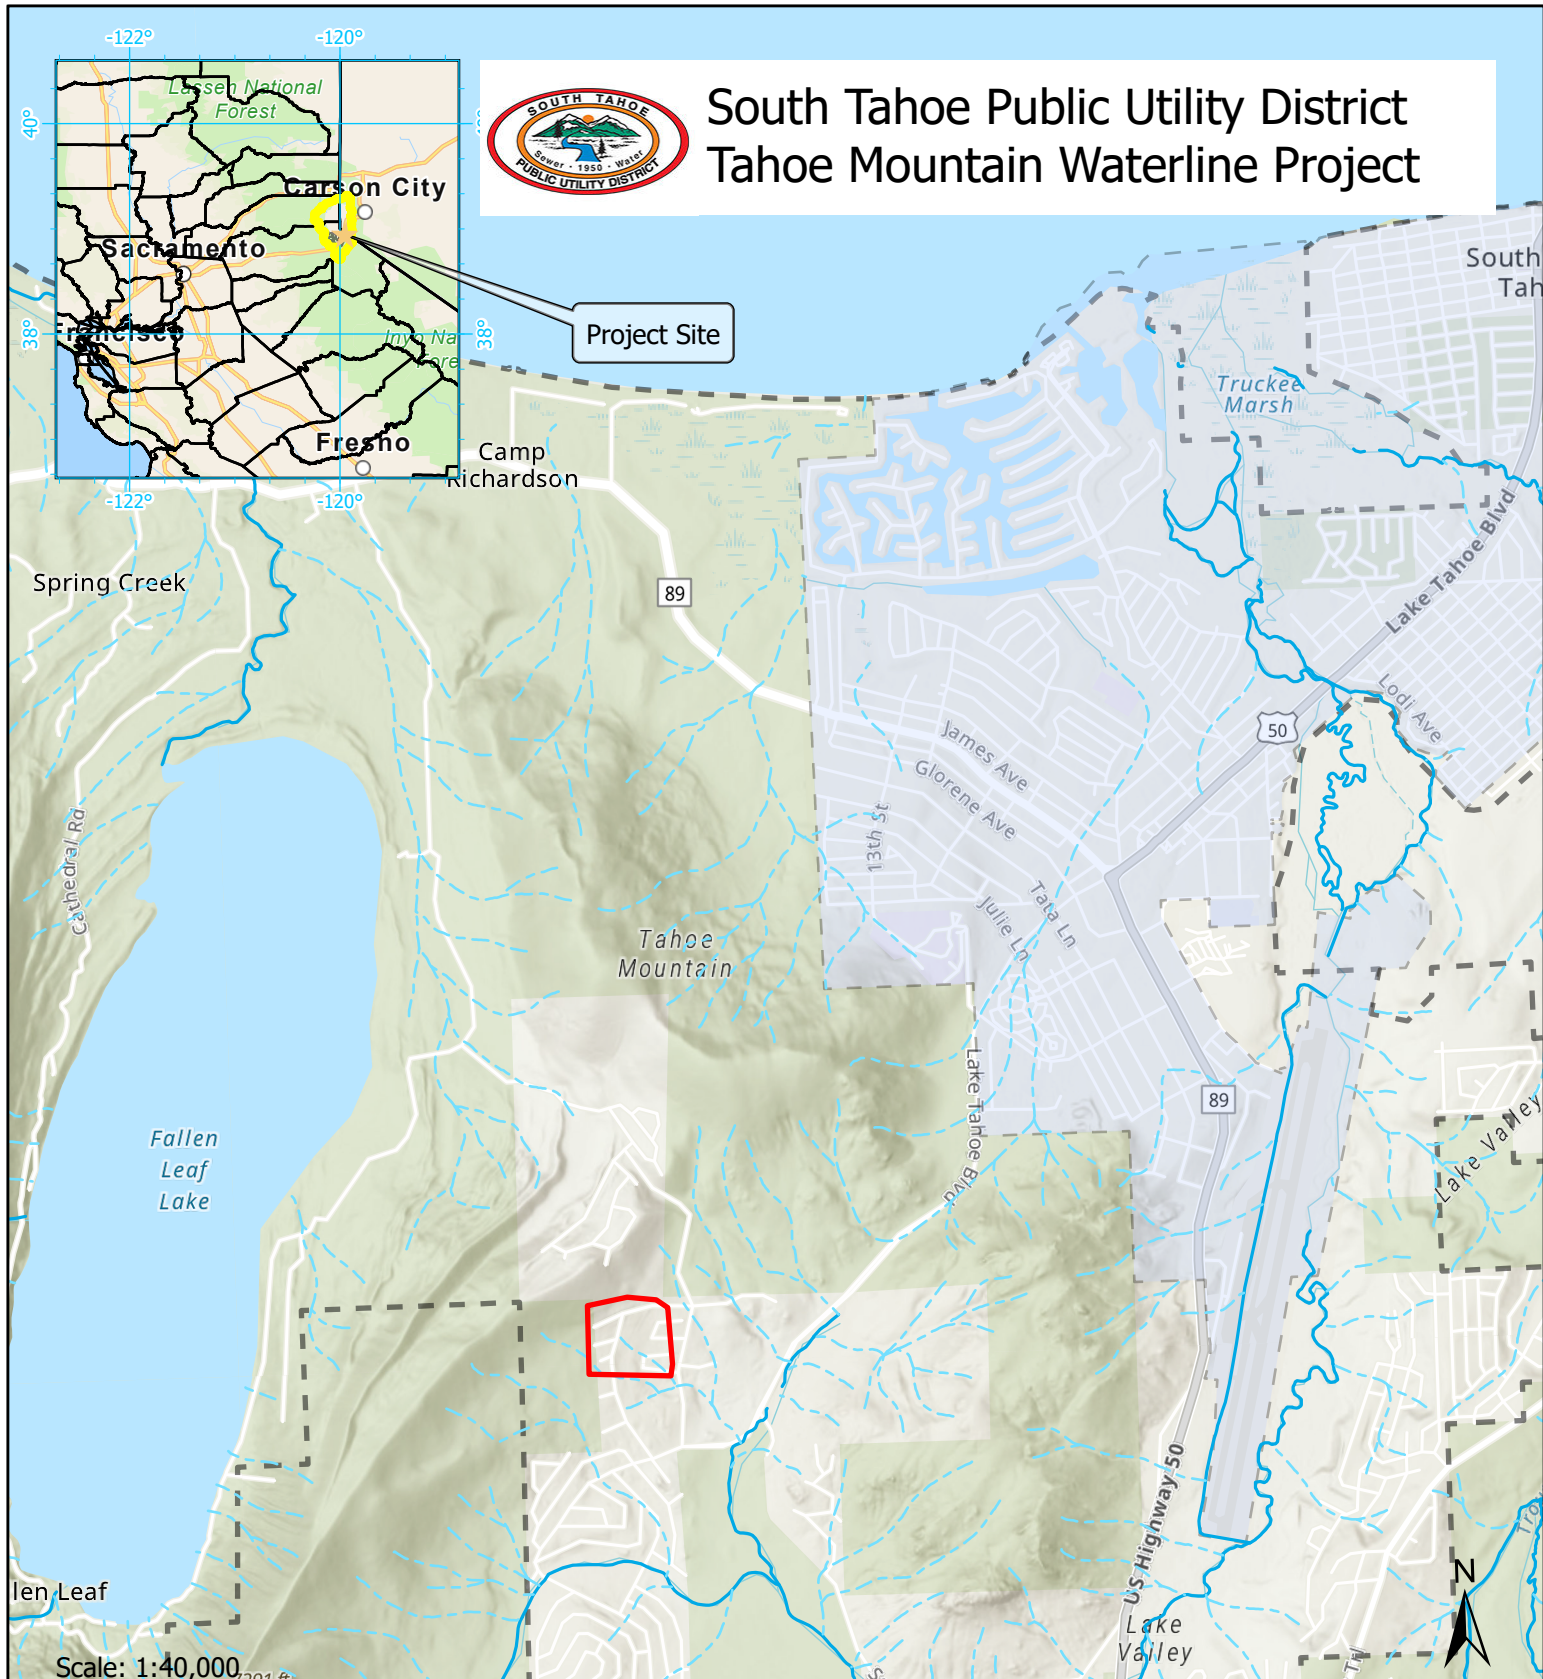 -122°
-120°
Lassen National
Forest
40°
Carson City
Sacramento
38°
38°
Francisco
Fresno
-122°
-120°
SOUTH TAHOE
Sewer · 1950 · Water
PUBLIC UTILITY DISTRICT
South Tahoe Public Utility District
Tahoe Mountain Waterline Project
Project Site
South
Tah
Truckee
Marsh
Camp
Richardson
Lake Tahoe Blvd
Spring Creek
89
Lodi Ave
50
James Ave
Glorene Ave
13th St
Cathedral Rd
Tata Ln
Julie Ln
Tahoe
Mountain
Lake Tahoe Blvd
89
Lake Valley
Fallen
Leaf
Lake
US Highway 50
len Leaf
Lake
Valley
N
Scale: 1:40,000